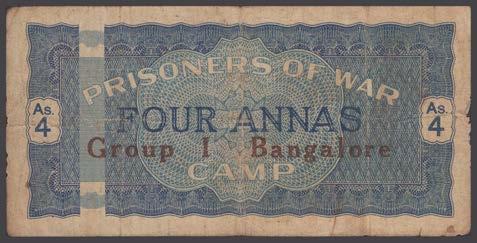 PRISONERS OF WAR
As. 4
FOUR ANNAS
As. 4
Group I Bangalore
CAMP